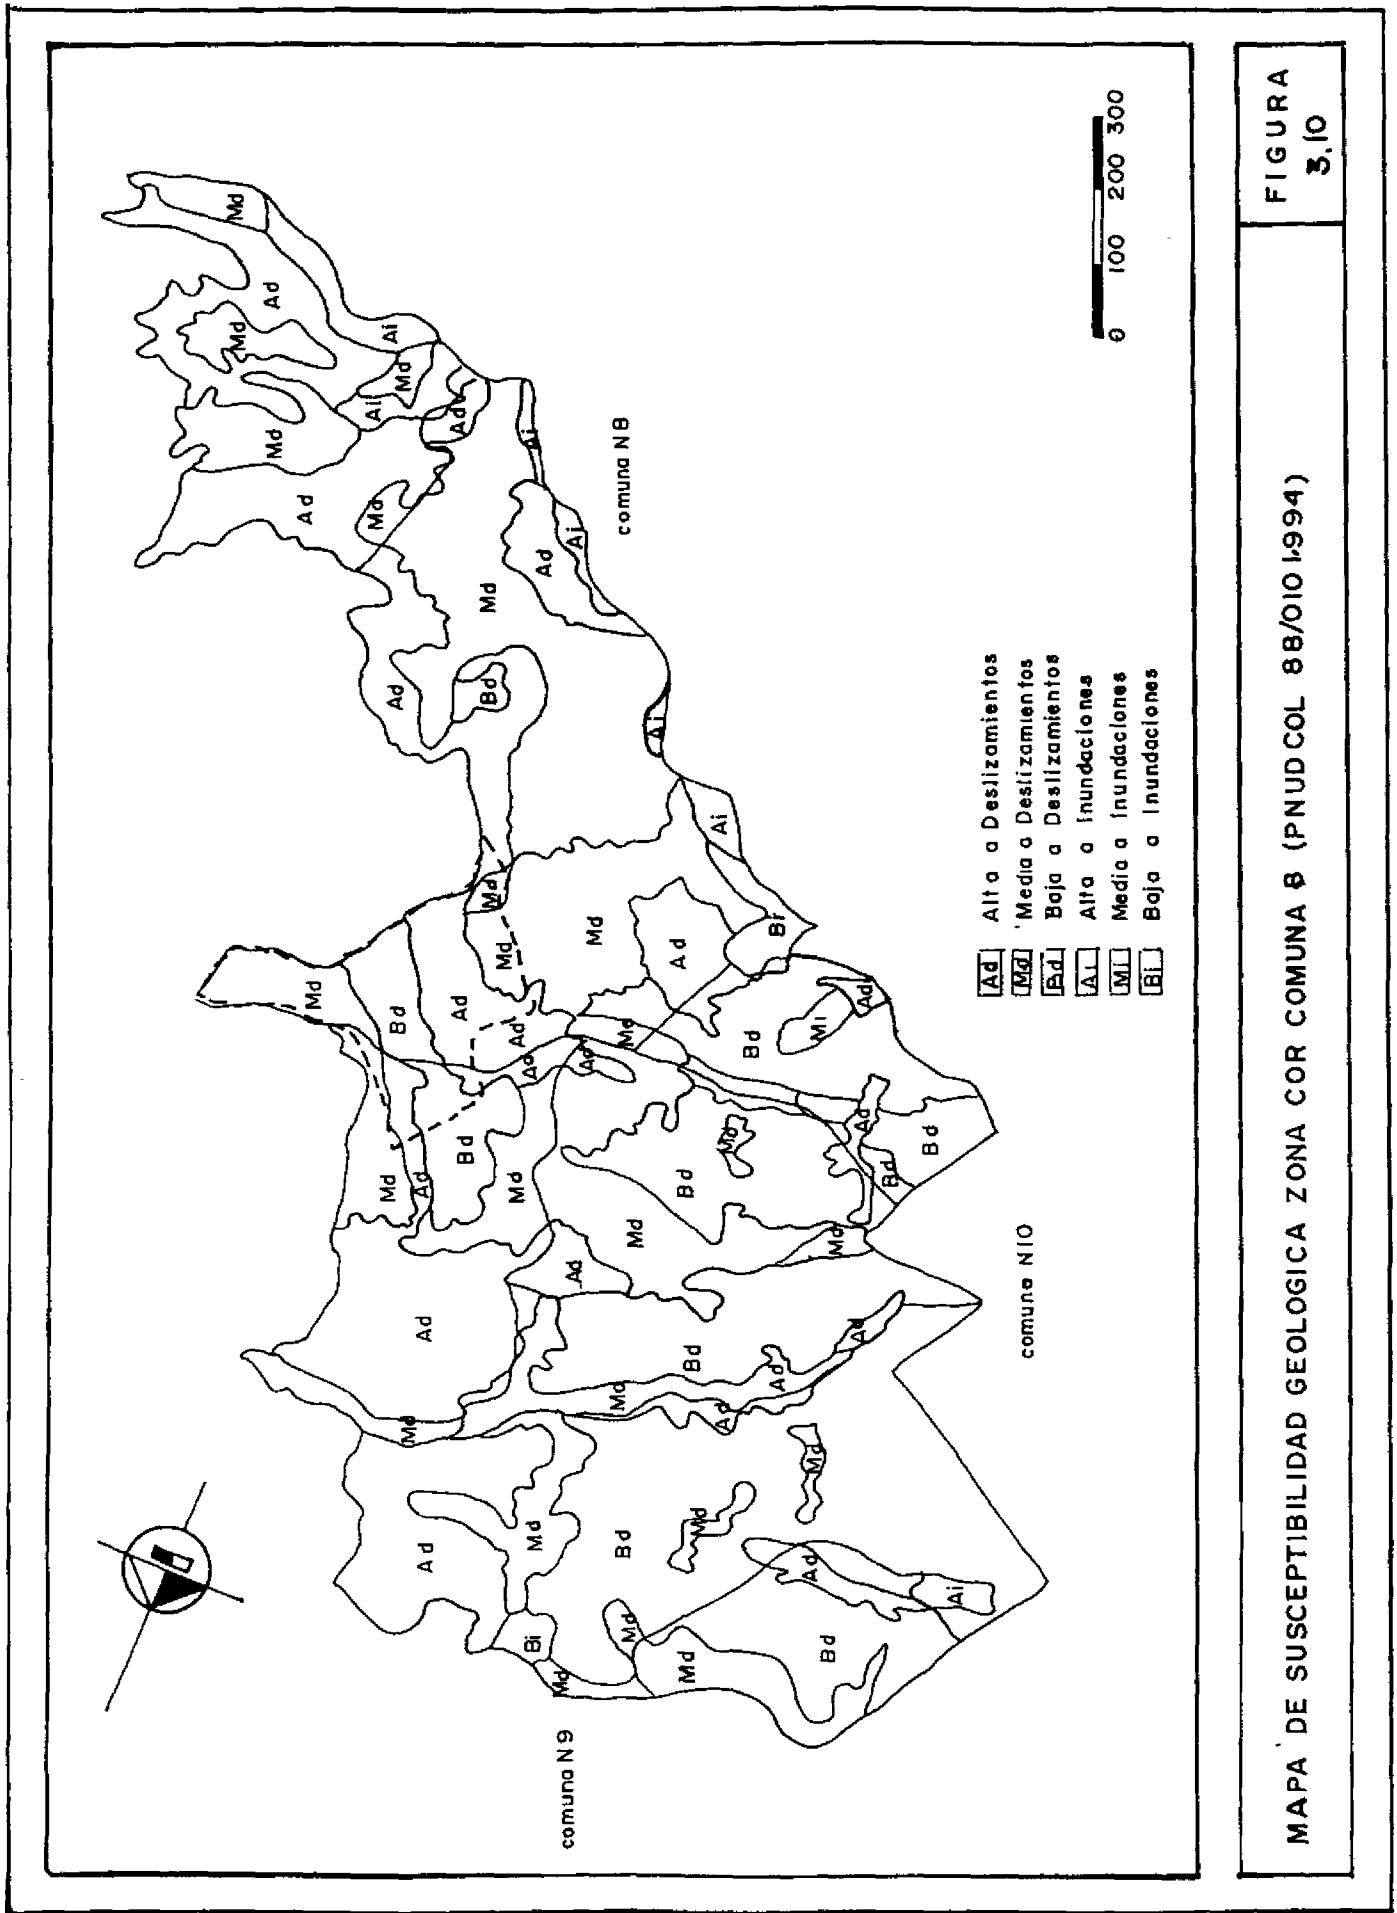 Md
Ad
Md
Md
Ai
Md
Ai
Ad
Ai
Ad
Md
Ad
Ai
Md
Ad
Bd
Ai
comuna N8
Ai
Md
Md
Md
Ad
Bi
Md
Bd
Ad
Ad
Ad
Ad
Md
Bd
Mi
Ad
Md
Ad
Bd
Md
Bd
Md
Ad
Bd
Bd
Md
Ad
Md
Ad
Md
Bd
Ad
Ad
Md
Ad
Ad
Md
Bd
Md
Md
Ad
Ai
Bi
Md
Md
Md
Bd
comuna N9
comuna N10
Ad Alta a Deslizamientos
Md Media a Deslizamientos
Bd Baja a Deslizamientos
Ai Alta a Inundaciones
Mi Media a Inundaciones
Bi Baja a Inundaciones
0 100 200 300
MAPA DE SUSCEPTIBILIDAD GEOLOGICA ZONA COR COMUNA 8 (PNUDCOL 88/010 1.994)
FIGURA
3.10